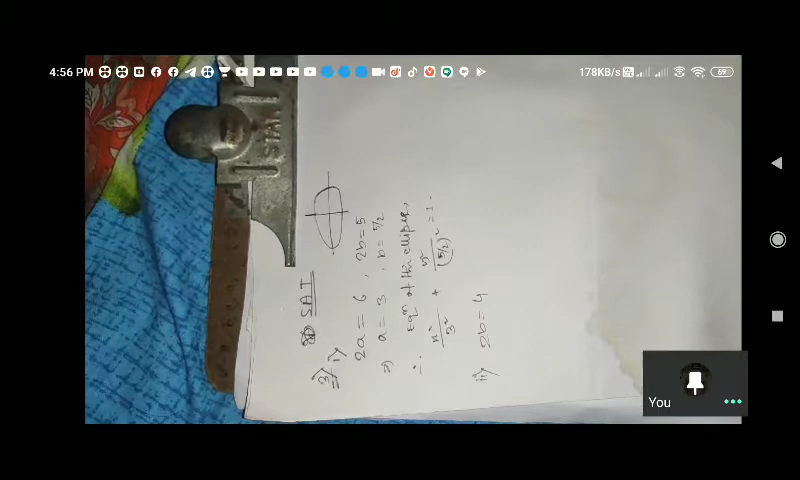 4:56 PM
178KB/s
69
STAR
SAT
3) i)
2a = 6 , 2b = 5
⇒ a = 3 , b = 5/2
∴ Eqn of the ellipse,
x²/3² + y²/(5/2)² = 1.
ii) 2b = 4
You